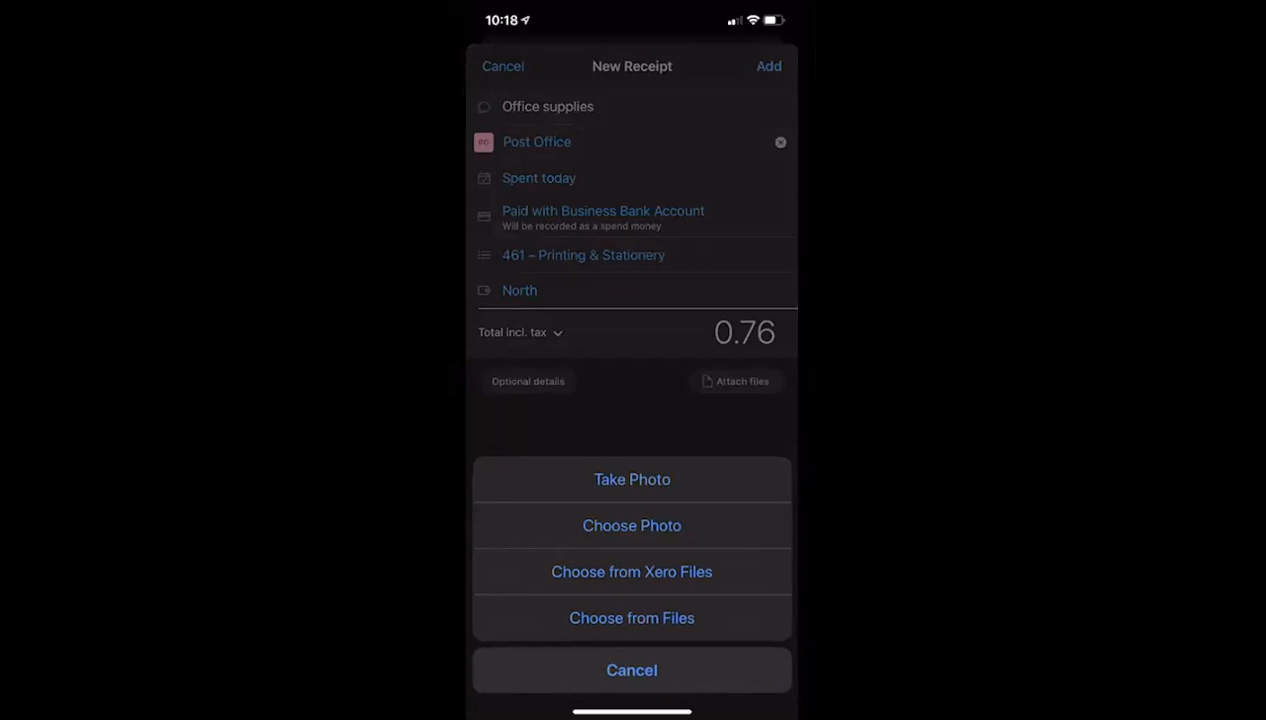 10:18
Cancel New Receipt Add
Office supplies
PO Post Office
Spent today
Paid with Business Bank Account
Will be recorded as a spend money
461 – Printing & Stationery
North
Total incl. tax 0.76
Optional details Attach files
Take Photo
Choose Photo
Choose from Xero Files
Choose from Files
Cancel